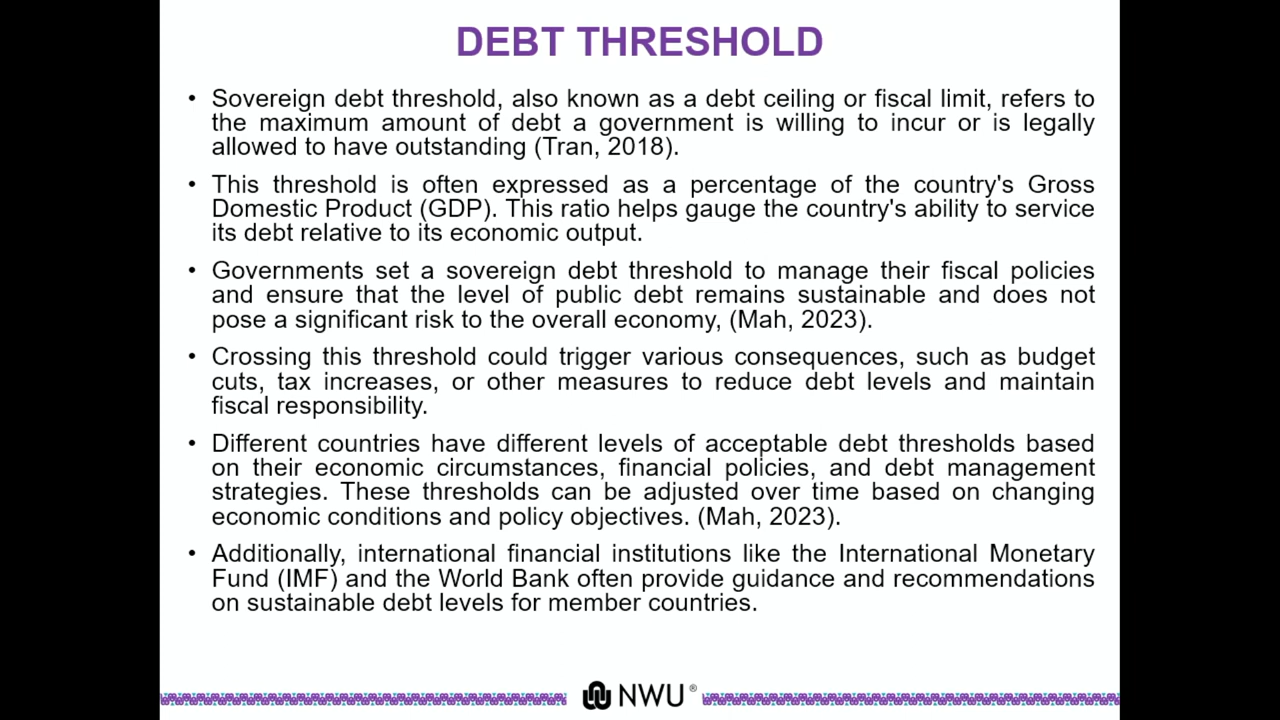 DEBT THRESHOLD
• Sovereign debt threshold, also known as a debt ceiling or fiscal limit, refers to
the maximum amount of debt a government is willing to incur or is legally
allowed to have outstanding (Tran, 2018).
• This threshold is often expressed as a percentage of the country's Gross
Domestic Product (GDP). This ratio helps gauge the country's ability to service
its debt relative to its economic output.
• Governments set a sovereign debt threshold to manage their fiscal policies
and ensure that the level of public debt remains sustainable and does not
pose a significant risk to the overall economy, (Mah, 2023).
• Crossing this threshold could trigger various consequences, such as budget
cuts, tax increases, or other measures to reduce debt levels and maintain
fiscal responsibility.
• Different countries have different levels of acceptable debt thresholds based
on their economic circumstances, financial policies, and debt management
strategies. These thresholds can be adjusted over time based on changing
economic conditions and policy objectives. (Mah, 2023).
• Additionally, international financial institutions like the International Monetary
Fund (IMF) and the World Bank often provide guidance and recommendations
on sustainable debt levels for member countries.
NWU®